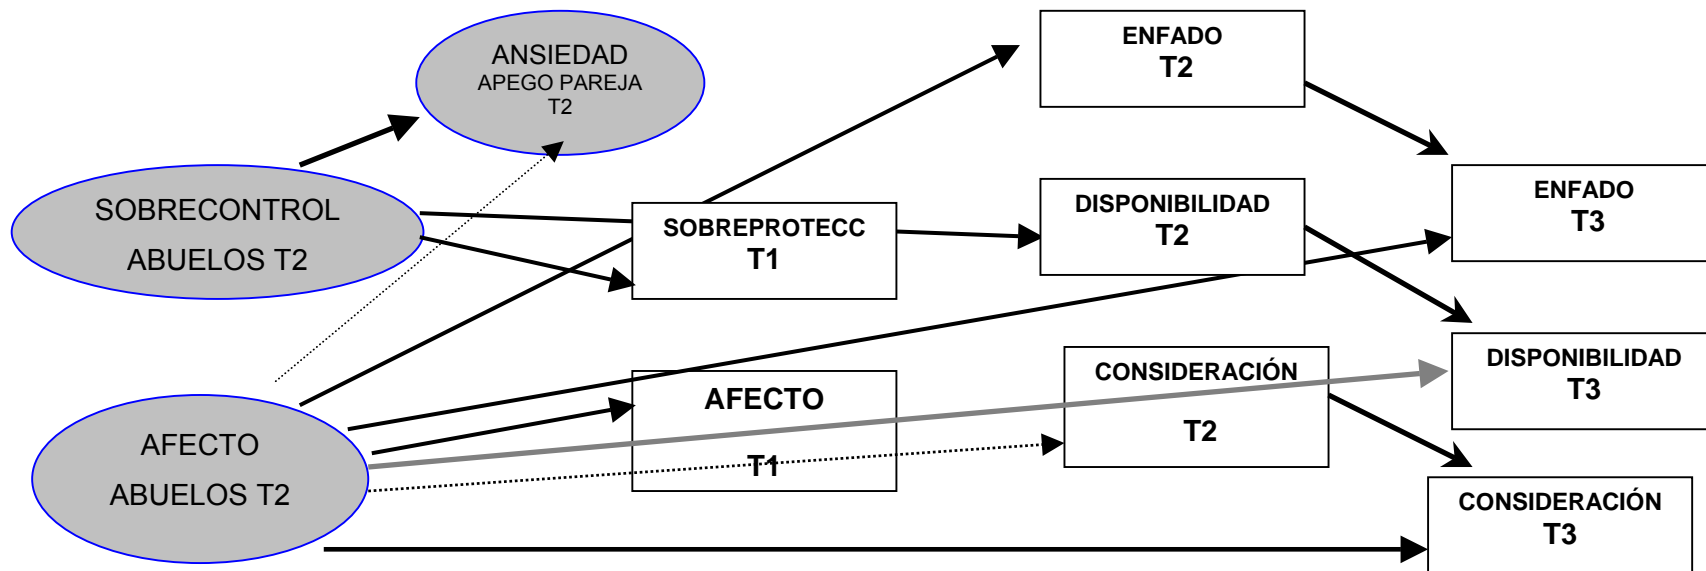 ANSIEDAD
APEGO PAREJA
T2
ENFADO
T2
SOBRECONTROL
ABUELOS T2
SOBREPROTECC
T1
DISPONIBILIDAD
T2
ENFADO
T3
AFECTO
ABUELOS T2
AFECTO
T1
CONSIDERACIÓN
T2
DISPONIBILIDAD
T3
CONSIDERACIÓN
T3